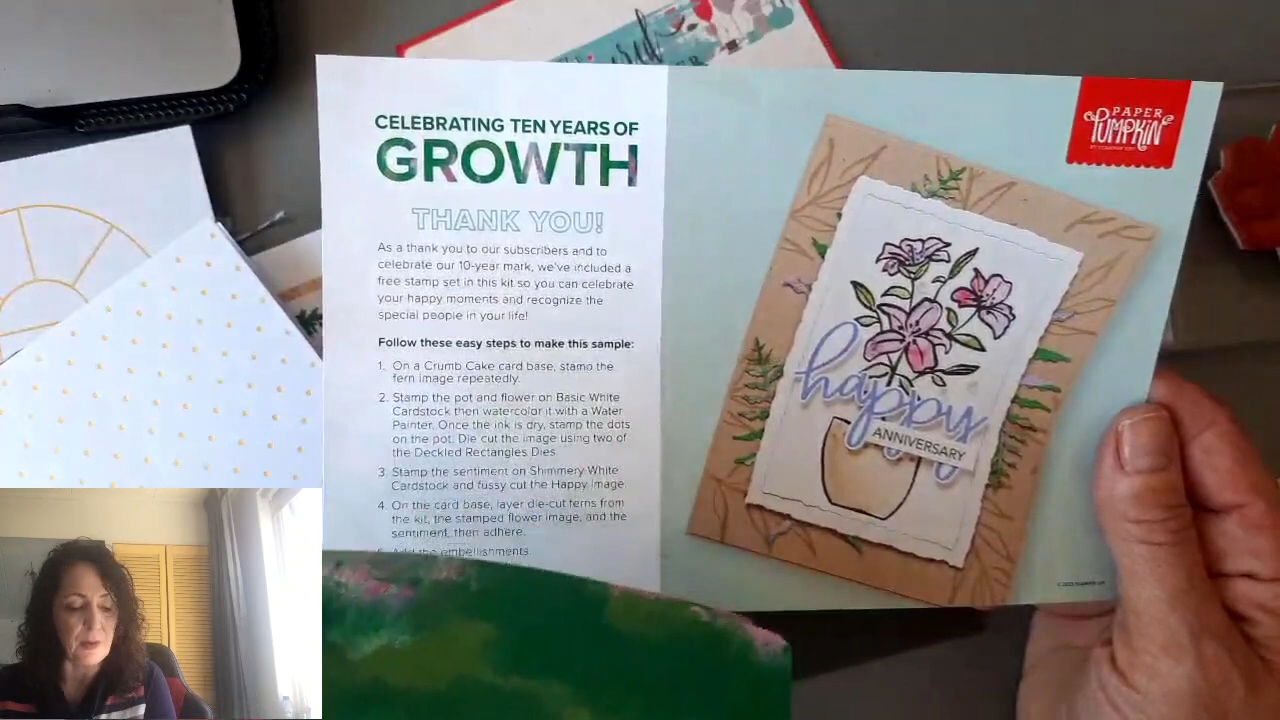 CELEBRATING TEN YEARS OF
GROWTH
THANK YOU!
As a thank you to our subscribers and to
celebrate our 10-year mark, we've included a
free stamp set in this kit so you can celebrate
your happy moments and recognize the
special people in your life!
Follow these easy steps to make this sample:
1. On a Crumb Cake card base, stamp the
fern image repeatedly.
2. Stamp the pot and flower on Basic White
Cardstock then watercolor it with a Water
Painter. Once the ink is dry, stamp the dots
on the pot. Die cut the image using two of
the Deckled Rectangles Dies.
3. Stamp the sentiment on Shimmery White
Cardstock and fussy cut the Happy image.
4. On the card base, layer die-cut ferns from
the kit, the stamped flower image, and the
sentiment, then adhere.
5. Add the embellishments.
PAPER
PUMPKIN
happy
ANNIVERSARY